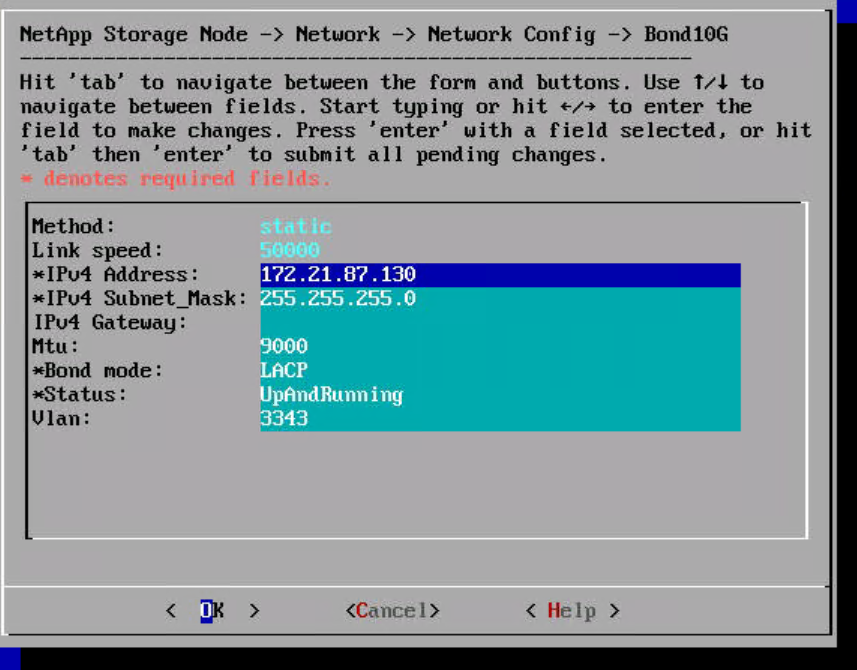 NetApp Storage Node -> Network -> Network Config -> Bond10G
Hit 'tab' to navigate between the form and buttons. Use ↑/↓ to
navigate between fields. Start typing or hit ←/→ to enter the
field to make changes. Press 'enter' with a field selected, or hit
'tab' then 'enter' to submit all pending changes.
* denotes required fields.
Method: static
Link speed: 50000
*IPv4 Address: 172.21.87.130
*IPv4 Subnet_Mask: 255.255.255.0
IPv4 Gateway:
Mtu: 9000
*Bond mode: LACP
*Status: UpAndRunning
Vlan: 3343
< OK > <Cancel> < Help >